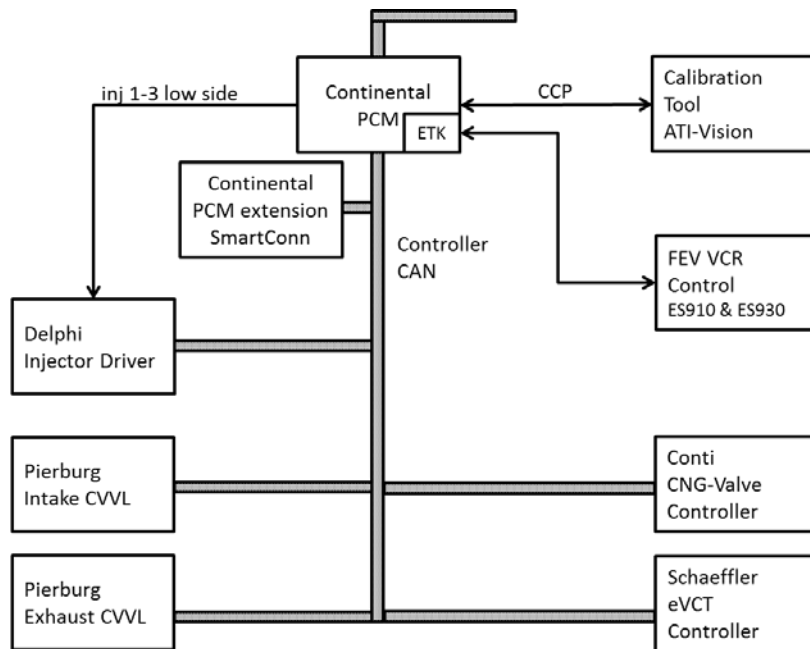 inj 1-3 low side
Continental
PCM
ETK
CCP
Calibration
Tool
ATI-Vision
Continental
PCM extension
SmartConn
Controller
CAN
FEV VCR
Control
ES910 & ES930
Delphi
Injector Driver
Pierburg
Intake CVVL
Conti
CNG-Valve
Controller
Pierburg
Exhaust CVVL
Schaeffler
eVCT
Controller